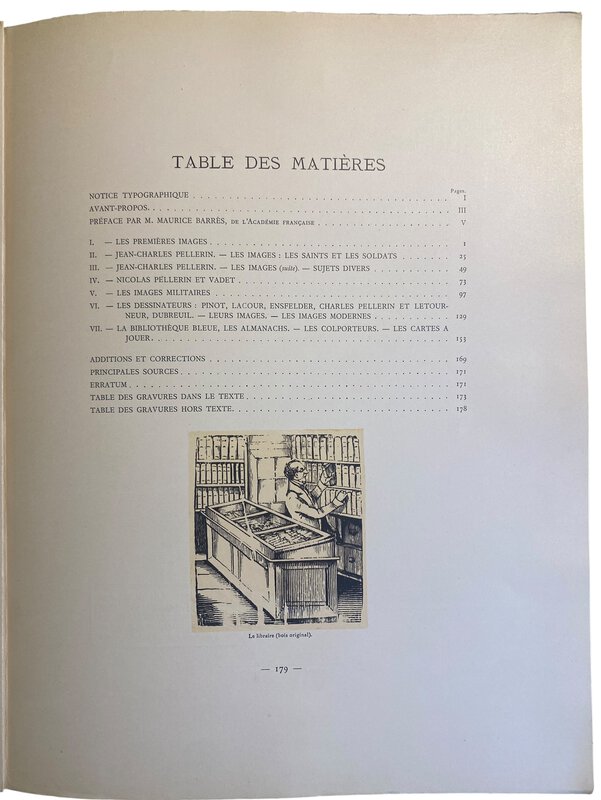 TABLE DES MATIÈRES
Pages.
NOTICE TYPOGRAPHIQUE . . . . . I
AVANT-PROPOS. . . . . . III
PRÉFACE PAR M. MAURICE BARRÈS, DE L'ACADÉMIE FRANÇAISE . . . . . V
I. — LES PREMIÈRES IMAGES . . . . . 1
II. — JEAN-CHARLES PELLERIN. — LES IMAGES : LES SAINTS ET LES SOLDATS . . . . . 25
III. — JEAN-CHARLES PELLERIN. — LES IMAGES (suite). — SUJETS DIVERS . . . . . 49
IV. — NICOLAS PELLERIN ET VADET . . . . . 73
V. — LES IMAGES MILITAIRES . . . . . 97
VI. — LES DESSINATEURS : PINOT, LACOUR, ENSFELDER, CHARLES PELLERIN ET LETOUR-
NEUR, DUBREUIL. — LEURS IMAGES. — LES IMAGES MODERNES . . . . . 129
VII. — LA BIBLIOTHÈQUE BLEUE, LES ALMANACHS. — LES COLPORTEURS. — LES CARTES A
JOUER. . . . . . 153
ADDITIONS ET CORRECTIONS . . . . . 169
PRINCIPALES SOURCES . . . . . 171
ERRATUM . . . . . 171
TABLE DES GRAVURES DANS LE TEXTE . . . . . 173
TABLE DES GRAVURES HORS TEXTE. . . . . . 178
Le libraire (bois original).
— 179 —